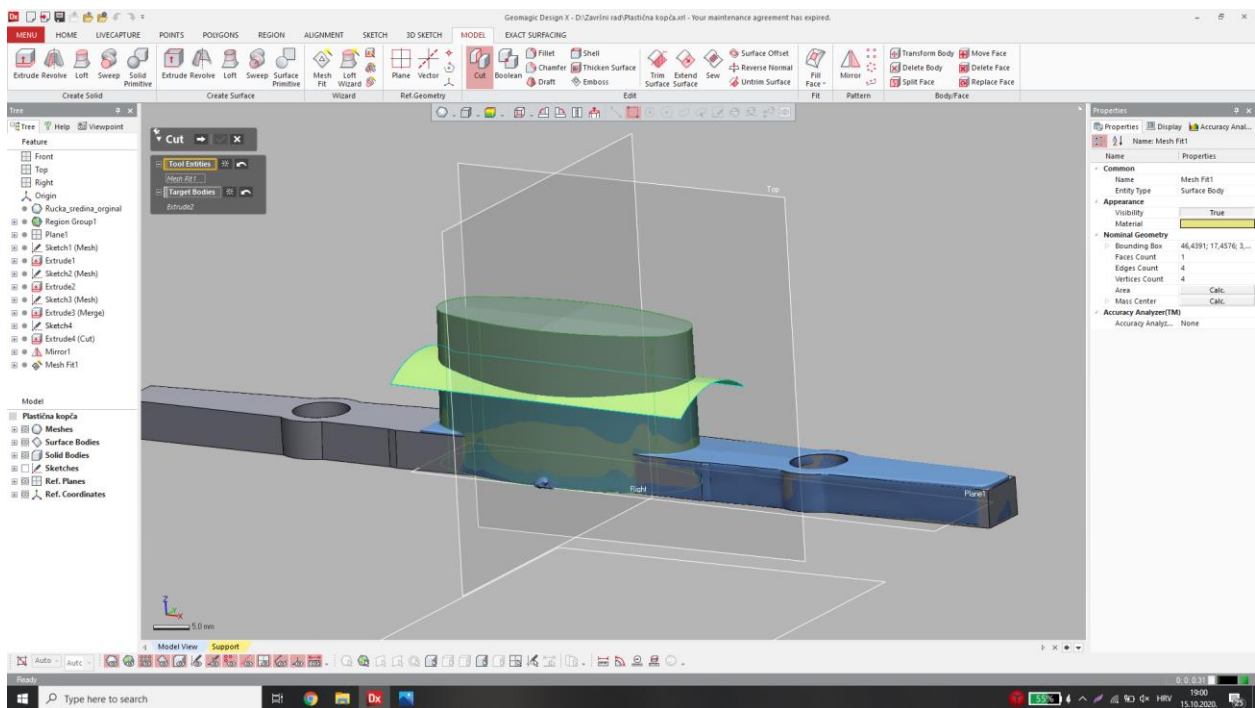 Geomagic Design X - D:\Završni rad\Plastična kopča.xrl - Your maintenance agreement has expired.
MENU HOME LIVECAPTURE POINTS POLYGONS REGION ALIGNMENT SKETCH 3D SKETCH MODEL EXACT SURFACING
Fillet Shell Surface Offset Transform Body Move Face
Chamfer Thicken Surface Reverse Normal Delete Body Delete Face
Draft Emboss Untrim Surface Split Face Replace Face
Extrude Revolve Loft Sweep Solid Primitive Extrude Revolve Loft Sweep Surface Primitive Mesh Fit Loft Wizard Plane Vector Cut Boolean Trim Surface Extend Surface Sew Fill Face Mirror
Create Solid Create Surface Wizard Ref.Geometry Edit Fit Pattern Body/Face
Tree
Tree Help Viewpoint
Feature
Front
Top
Right
Origin
Rucka_sredina_orginal
Region Group1
Plane1
Sketch1 (Mesh)
Extrude1
Sketch2 (Mesh)
Extrude2
Sketch3 (Mesh)
Extrude3 (Merge)
Sketch4
Extrude4 (Cut)
Mirror1
Mesh Fit1
Model
Plastična kopča
Meshes
Surface Bodies
Solid Bodies
Sketches
Ref. Planes
Ref. Coordinates
Cut
Tool Entities
Mesh Fit1
Target Bodies
Extrude2
Top
Right
Plane1
Z
X
5.0 mm
Model View Support
Properties
Properties Display Accuracy Anal...
Name: Mesh Fit1
Name Properties
Common
Name Mesh Fit1
Entity Type Surface Body
Appearance
Visibility True
Material
Nominal Geometry
Bounding Box 46,4391; 17,4576; 3,...
Faces Count 1
Edges Count 4
Vertices Count 4
Area Calc.
Mass Center Calc.
Accuracy Analyzer(TM)
Accuracy Analyz... None
Auto Autc
Ready
0: 0: 0.31
Type here to search
Dx
55% HRV
19:00
15.10.2020.
25